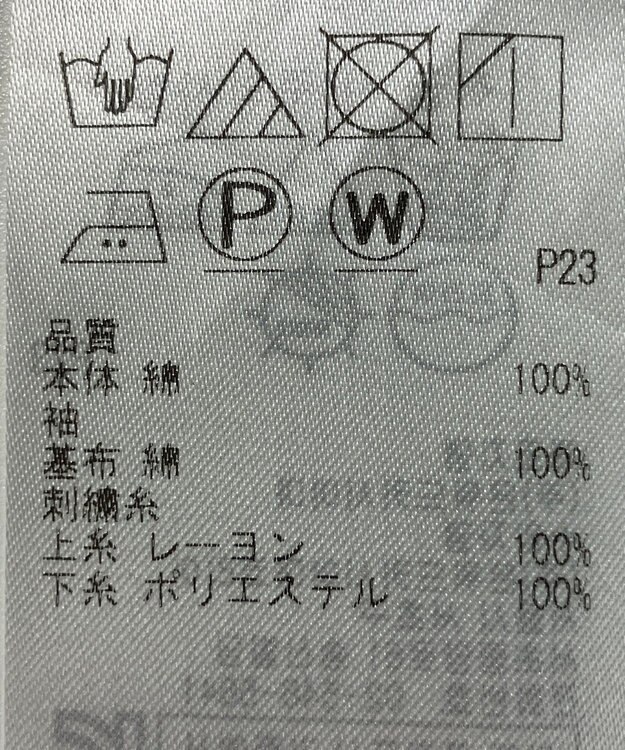 P W
P23
品質
本体 綿 100%
袖
基布 綿 100%
刺繍糸
上糸 レーヨン 100%
下糸 ポリエステル 100%